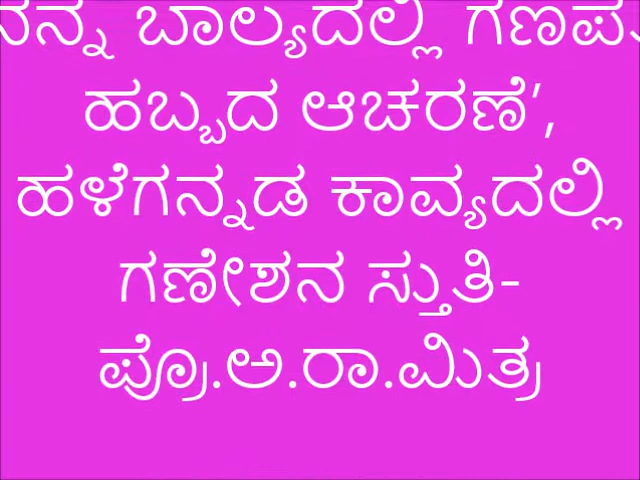 ನನ್ನ ಬಾಲ್ಯದಲ್ಲಿ
ಹಬ್ಬದ ಆಚರಣೆ',
ಹಳೆಗನ್ನಡ ಕಾವ್ಯದಲ್ಲಿ
ಗಣೇಶನ ಸ್ತುತಿ-
ಪ್ರೊ.ಅ.ರಾ.ಮಿತ್ರ